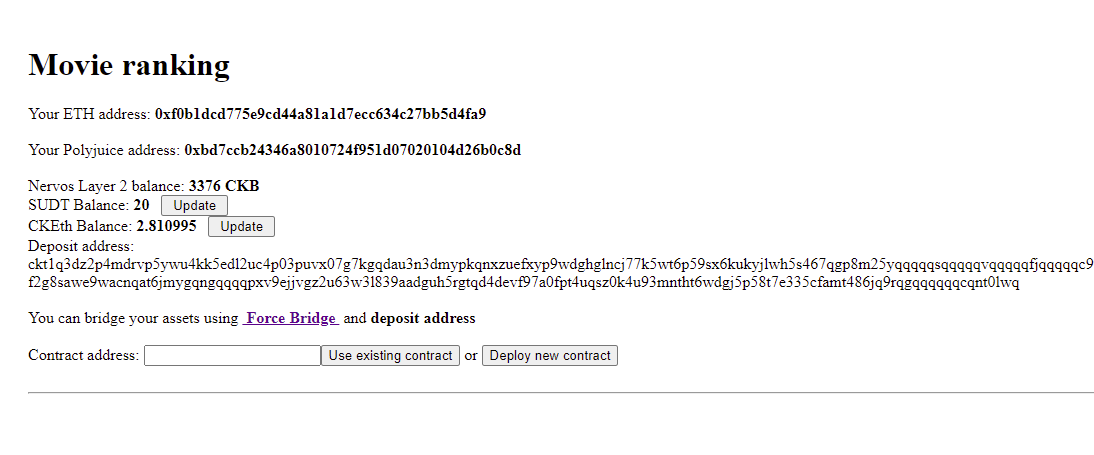 Movie ranking
Your ETH address: 0xf0b1dcd775e9cd44a81a1d7ecc634c27bb5d4fa9
Your Polyjuice address: 0xbd7ccb24346a8010724f951d07020104d26b0c8d
Nervos Layer 2 balance: 3376 CKB
SUDT Balance: 20 Update
CKEth Balance: 2.810995 Update
Deposit address:
ckt1q3dz2p4mdrvp5ywu4kk5edl2uc4p03puvx07g7kgqdau3n3dmypkqnxzuefxyp9wdghglncj77k5wt6p59sx6kukyjlwh5s467qgp8m25yqqqqqsqqqqqvqqqqqfjqqqqqc9
f2g8sawe9wacnqat6jmygqngqqqqpxv9ejjvgz2u63w3l839aadguh5rgtqd4devf97a0fpt4uqsz0k4u93mntht6wdgj5p58t7e335cfamt486jq9rqgqqqqqqcqnt0lwq
You can bridge your assets using Force Bridge and deposit address
Contract address: Use existing contract or Deploy new contract